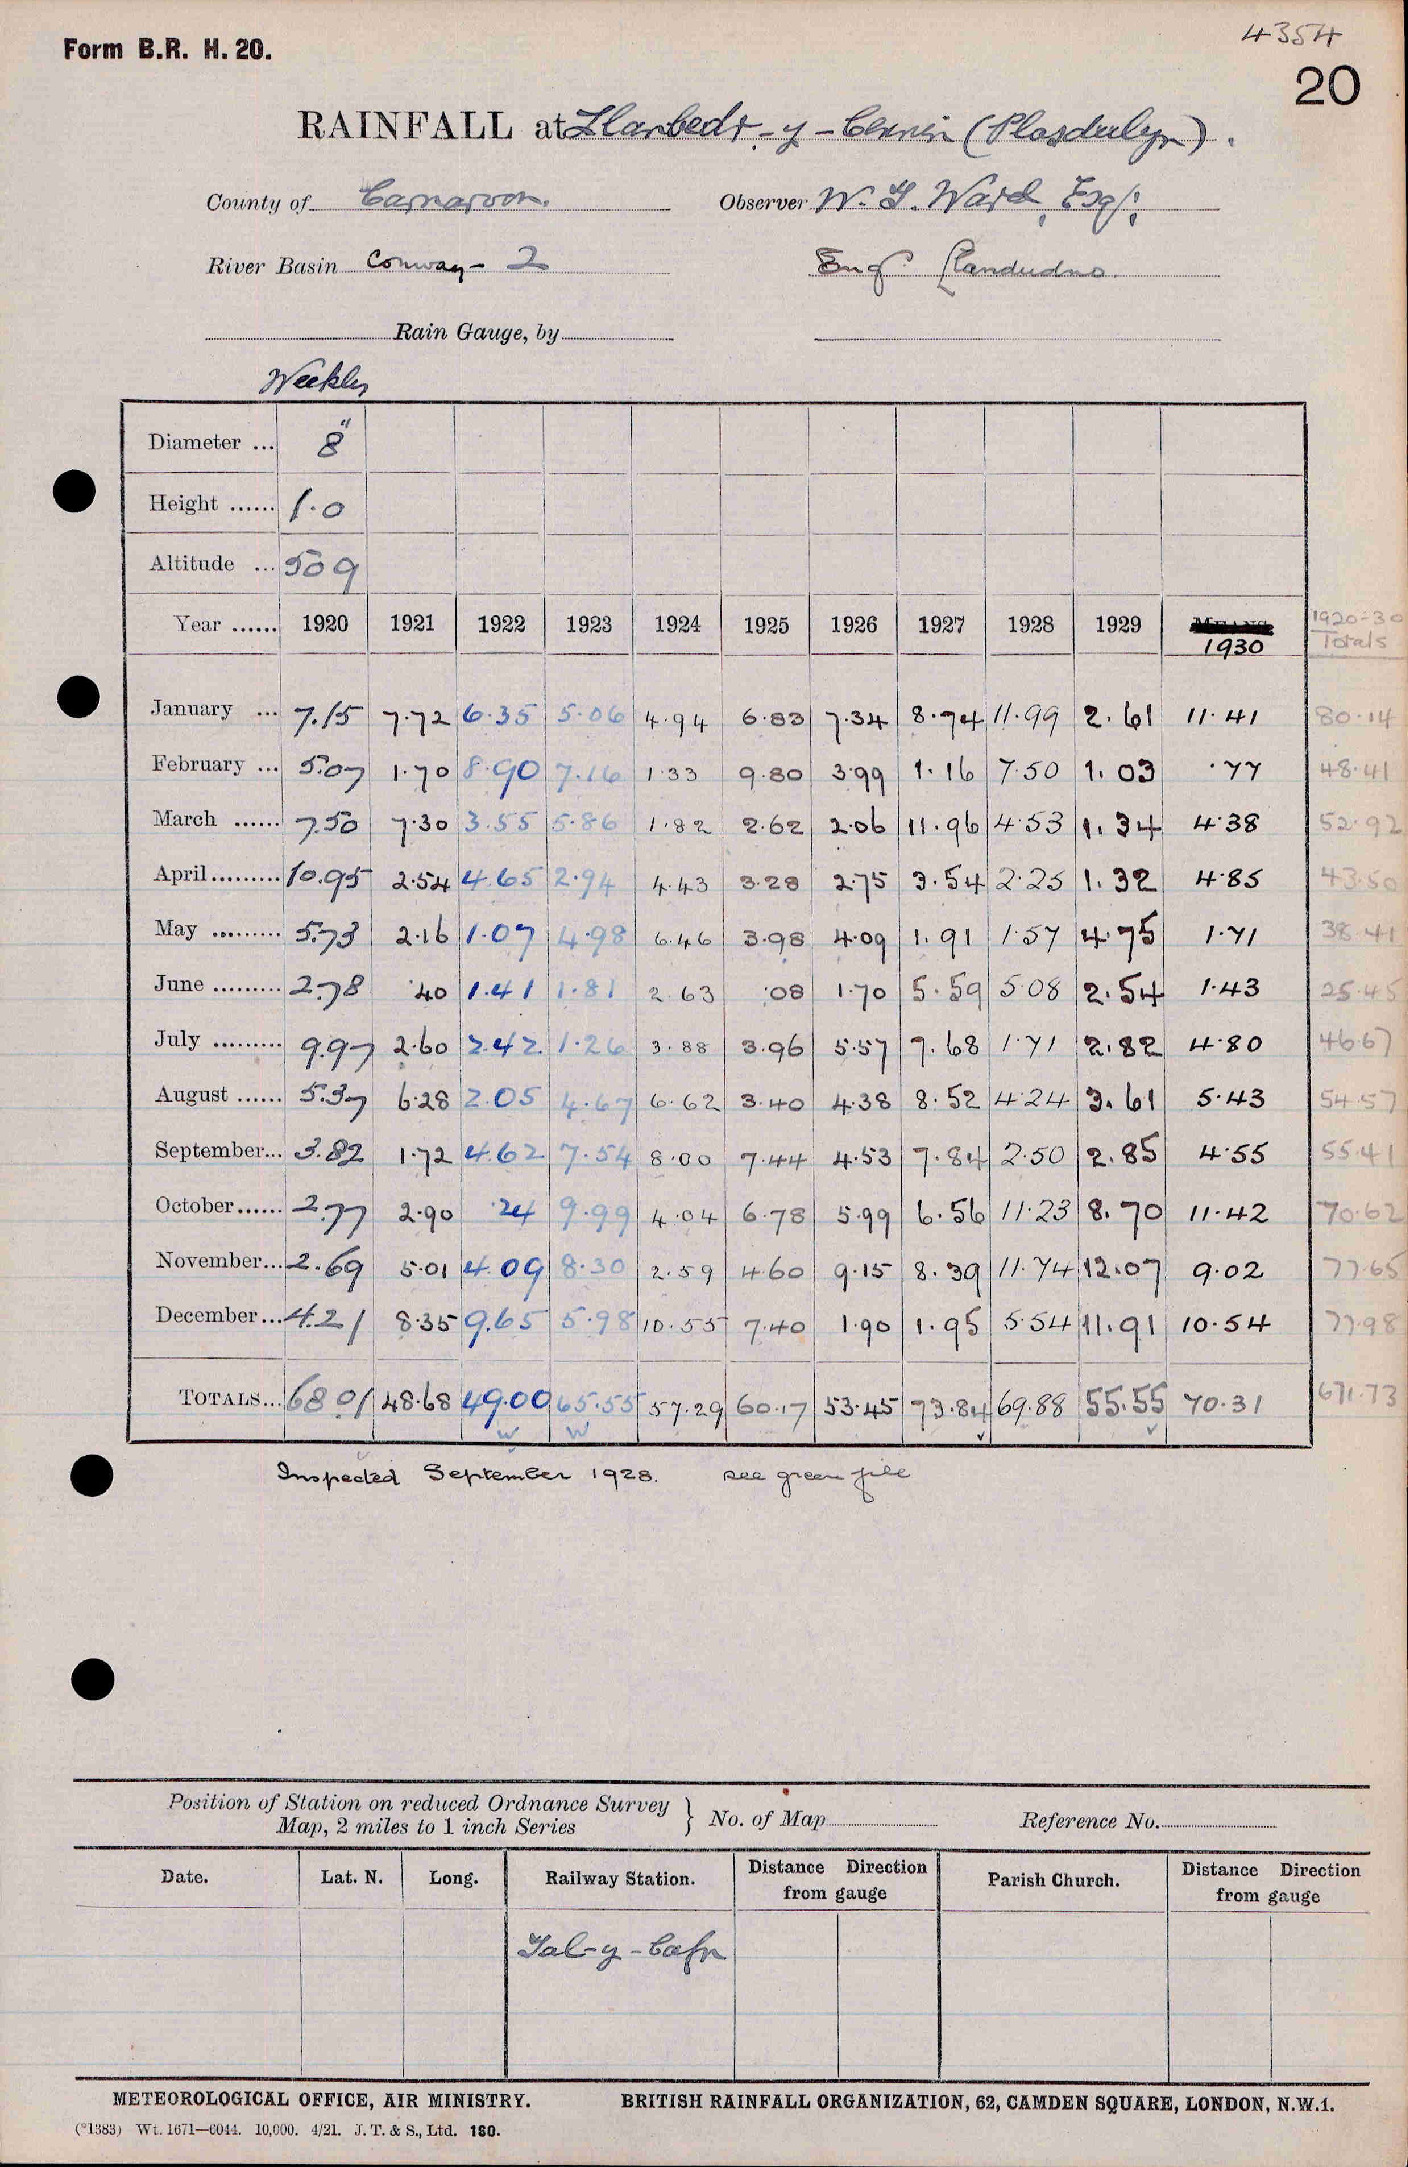 4354
Form B.R. H. 20.
20
RAINFALL at Llanbedr-y-Cennin (Plasdulyn).
County of Carnarvon. Observer W. G. Ward, Esq:
River Basin Conway - 2 Eng Llandudno.
Rain Gauge, by
Weekly
Diameter ... 8"
Height ...... 1.0
Altitude ... 509
Year ...... 1920 1921 1922 1923 1924 1925 1926 1927 1928 1929 1930 1920-30 Totals
January ... 7.15 7.72 6.35 5.06 4.94 6.83 7.34 8.74 11.99 2.61 11.41 80.14
February ... 5.07 1.70 8.90 7.16 1.33 9.80 3.99 1.16 7.50 1.03 .77 48.41
March ...... 7.50 7.30 3.55 5.86 1.82 2.62 2.06 11.96 4.53 1.34 4.38 52.92
April ......... 10.95 2.54 4.65 2.94 4.43 3.28 2.75 3.54 2.25 1.32 4.85 43.50
May ......... 5.73 2.16 1.07 4.98 6.46 3.98 4.09 1.91 1.57 4.75 1.71 38.41
June ......... 2.78 .40 1.41 1.81 2.63 .08 1.70 5.59 5.08 2.54 1.43 25.45
July ......... 9.97 2.60 2.42 1.26 3.88 3.96 5.57 7.68 1.71 2.82 4.80 46.67
August ...... 5.37 6.28 2.05 4.67 6.62 3.40 4.38 8.52 4.24 3.61 5.43 54.57
September... 3.82 1.72 4.62 7.54 8.00 7.44 4.53 7.84 2.50 2.85 4.55 55.41
October...... 2.77 2.90 .24 9.99 4.04 6.78 5.99 6.56 11.23 8.70 11.42 70.62
November... 2.69 5.01 4.09 8.30 2.59 4.60 9.15 8.39 11.74 12.07 9.02 77.65
December... 4.21 8.35 9.65 5.98 10.55 7.40 1.90 1.95 5.54 11.91 10.54 77.98
TOTALS... 68.01 48.68 49.00 65.55 57.29 60.17 53.45 73.84 69.88 55.55 70.31 671.73
Inspected September 1928. see green file
Position of Station on reduced Ordnance Survey
Map, 2 miles to 1 inch Series } No. of Map Reference No.
Date. Lat. N. Long. Railway Station. Distance Direction from gauge Parish Church. Distance Direction from gauge
Tal-y-Cafn
METEOROLOGICAL OFFICE, AIR MINISTRY. BRITISH RAINFALL ORGANIZATION, 62, CAMDEN SQUARE, LONDON, N.W.1.
(*1383) Wt. 1671—6044. 10,000. 4/21. J. T. & S., Ltd. 180.